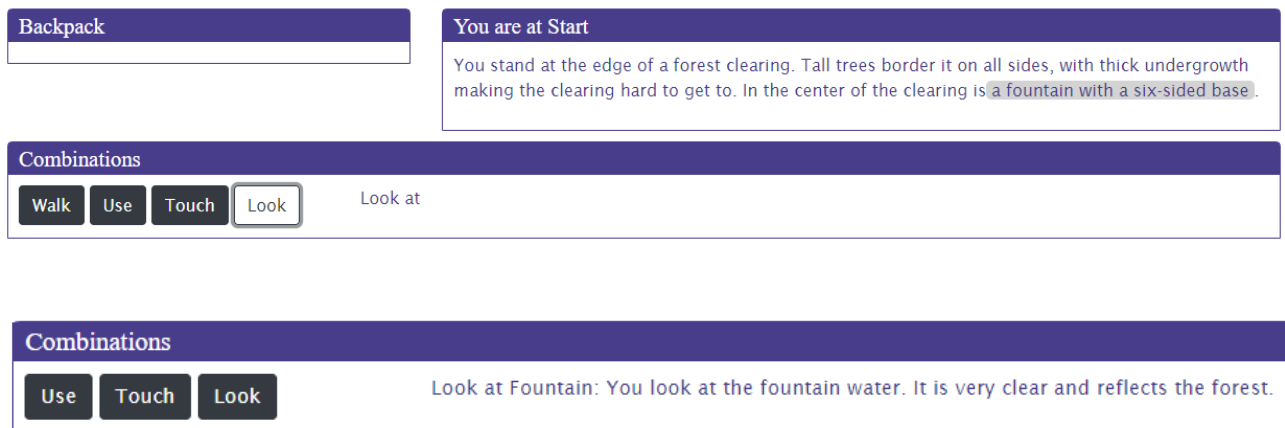 Backpack
You are at Start
You stand at the edge of a forest clearing. Tall trees border it on all sides, with thick undergrowth
making the clearing hard to get to. In the center of the clearing is a fountain with a six-sided base .
Combinations
Walk Use Touch Look Look at
Combinations
Use Touch Look Look at Fountain: You look at the fountain water. It is very clear and reflects the forest.